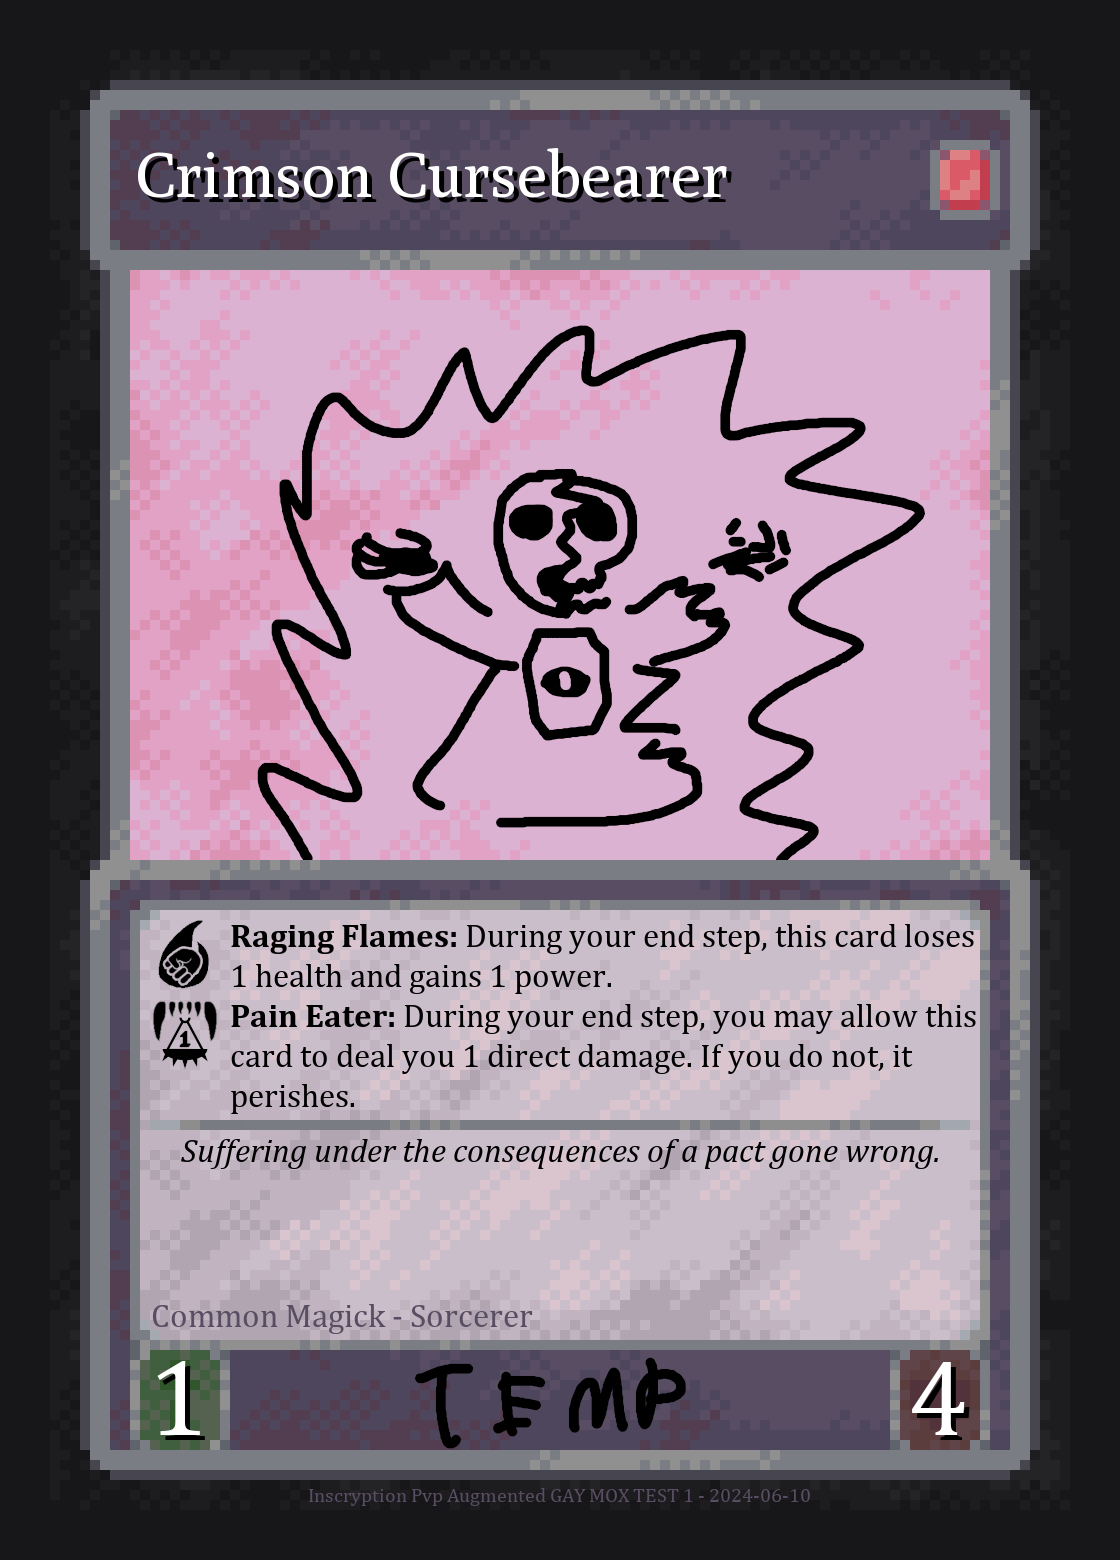 Crimson Cursebearer
Raging Flames: During your end step, this card loses
1 health and gains 1 power.
1
Pain Eater: During your end step, you may allow this
card to deal you 1 direct damage. If you do not, it
perishes.
Suffering under the consequences of a pact gone wrong.
Common Magick - Sorcerer
1 TEMP 4
Inscryption Pvp Augmented GAY MOX TEST 1 - 2024-06-10